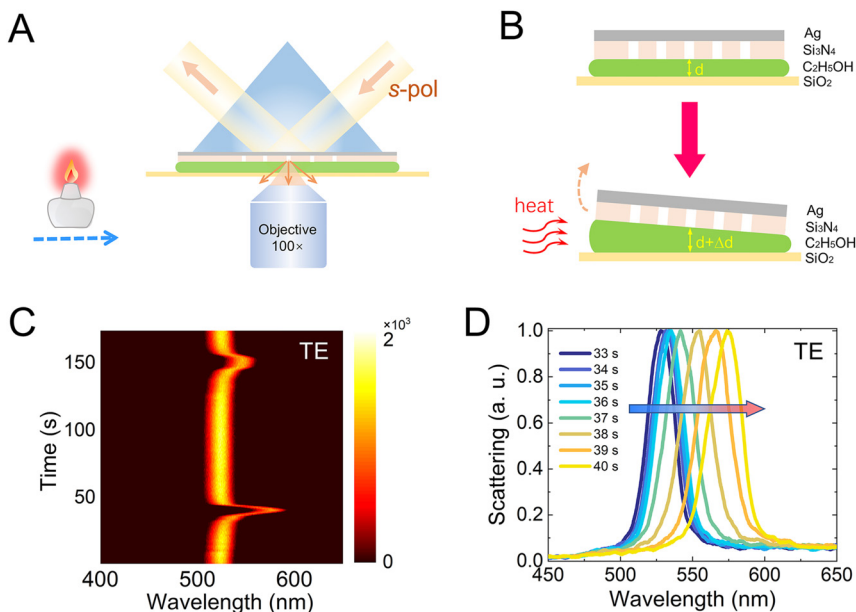 A
s-pol
Objective
100×
B
Ag
Si₃N₄
C₂H₅OH
SiO₂
d
heat
Ag
Si₃N₄
C₂H₅OH
SiO₂
d+Δd
C
TE
×10³
2
0
150
100
50
Time (s)
400
500
600
Wavelength (nm)
D
TE
33 s
34 s
35 s
36 s
37 s
38 s
39 s
40 s
1.0
0.8
0.6
0.4
0.2
0.0
Scattering (a. u.)
450
500
550
600
650
Wavelength (nm)